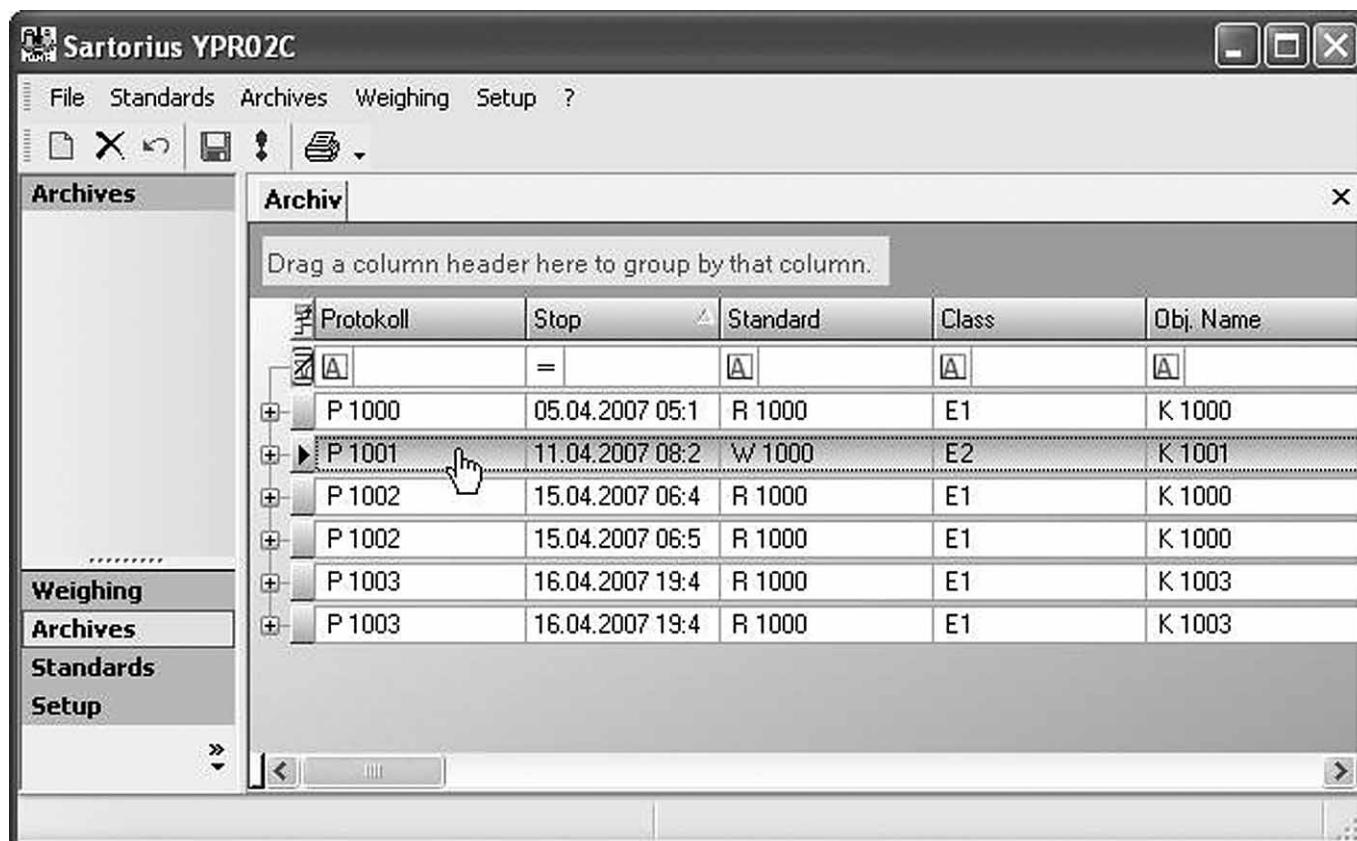 Sartorius YPR02C
File Standards Archives Weighing Setup ?
Archives
Archiv
Drag a column header here to group by that column.
Protokoll Stop Standard Class Obj. Name
A = A A A
P 1000 05.04.2007 05:1 R 1000 E1 K 1000
P 1001 11.04.2007 08:2 W 1000 E2 K 1001
P 1002 15.04.2007 06:4 R 1000 E1 K 1000
P 1002 15.04.2007 06:5 R 1000 E1 K 1000
P 1003 16.04.2007 19:4 R 1000 E1 K 1003
P 1003 16.04.2007 19:4 R 1000 E1 K 1003
Weighing
Archives
Standards
Setup